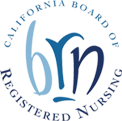 CALIFORNIA BOARD OF
brn
REGISTERED NURSING